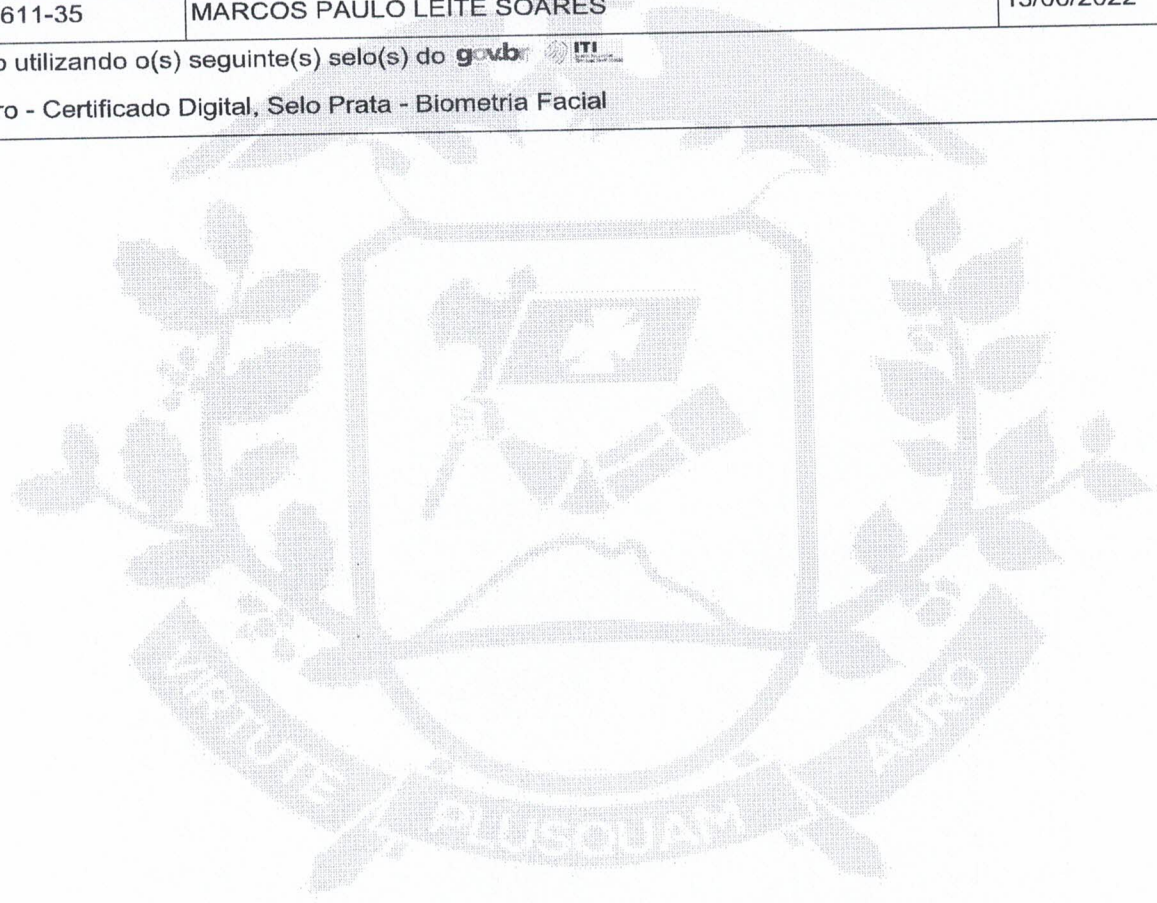 611-35 MARCOS PAULO LEITE SOARES
o utilizando o(s) seguinte(s) selo(s) do gov.br ITI
ro - Certificado Digital, Selo Prata - Biometria Facial
VIRTUTE PLUSQUAM AURO